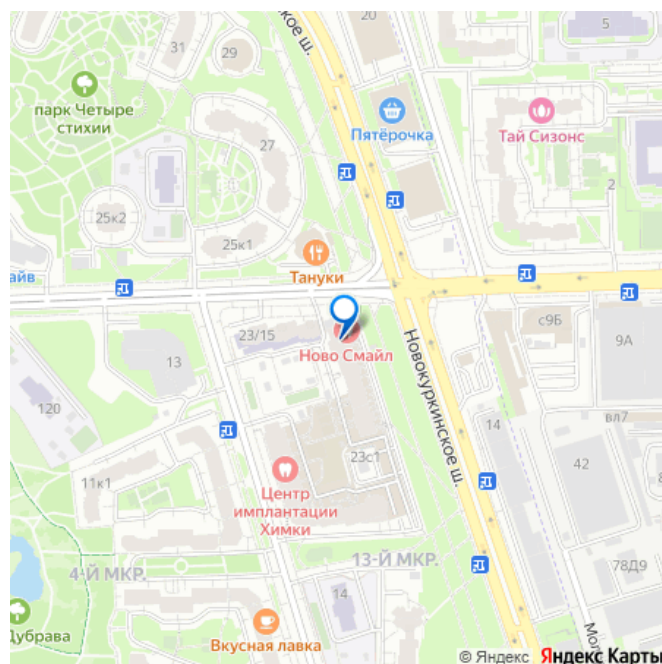 кое ш.
20
5
31
29
парк Четыре
стихии
Пятёрочка
Тай Сизонс
27
2
25к2
25к1
Тануки
айв
23/15
Ново Смайл
13
с9Б
9А
Новокуркинское ш.
120
14
вл7
23с1
42
11к1
Центр
имплантации
Химки
13-Й МКР.
4-Й МКР.
78Д9
14
Дубрава
Вкусная лавка
Мол
© Яндекс Яндекс Карты